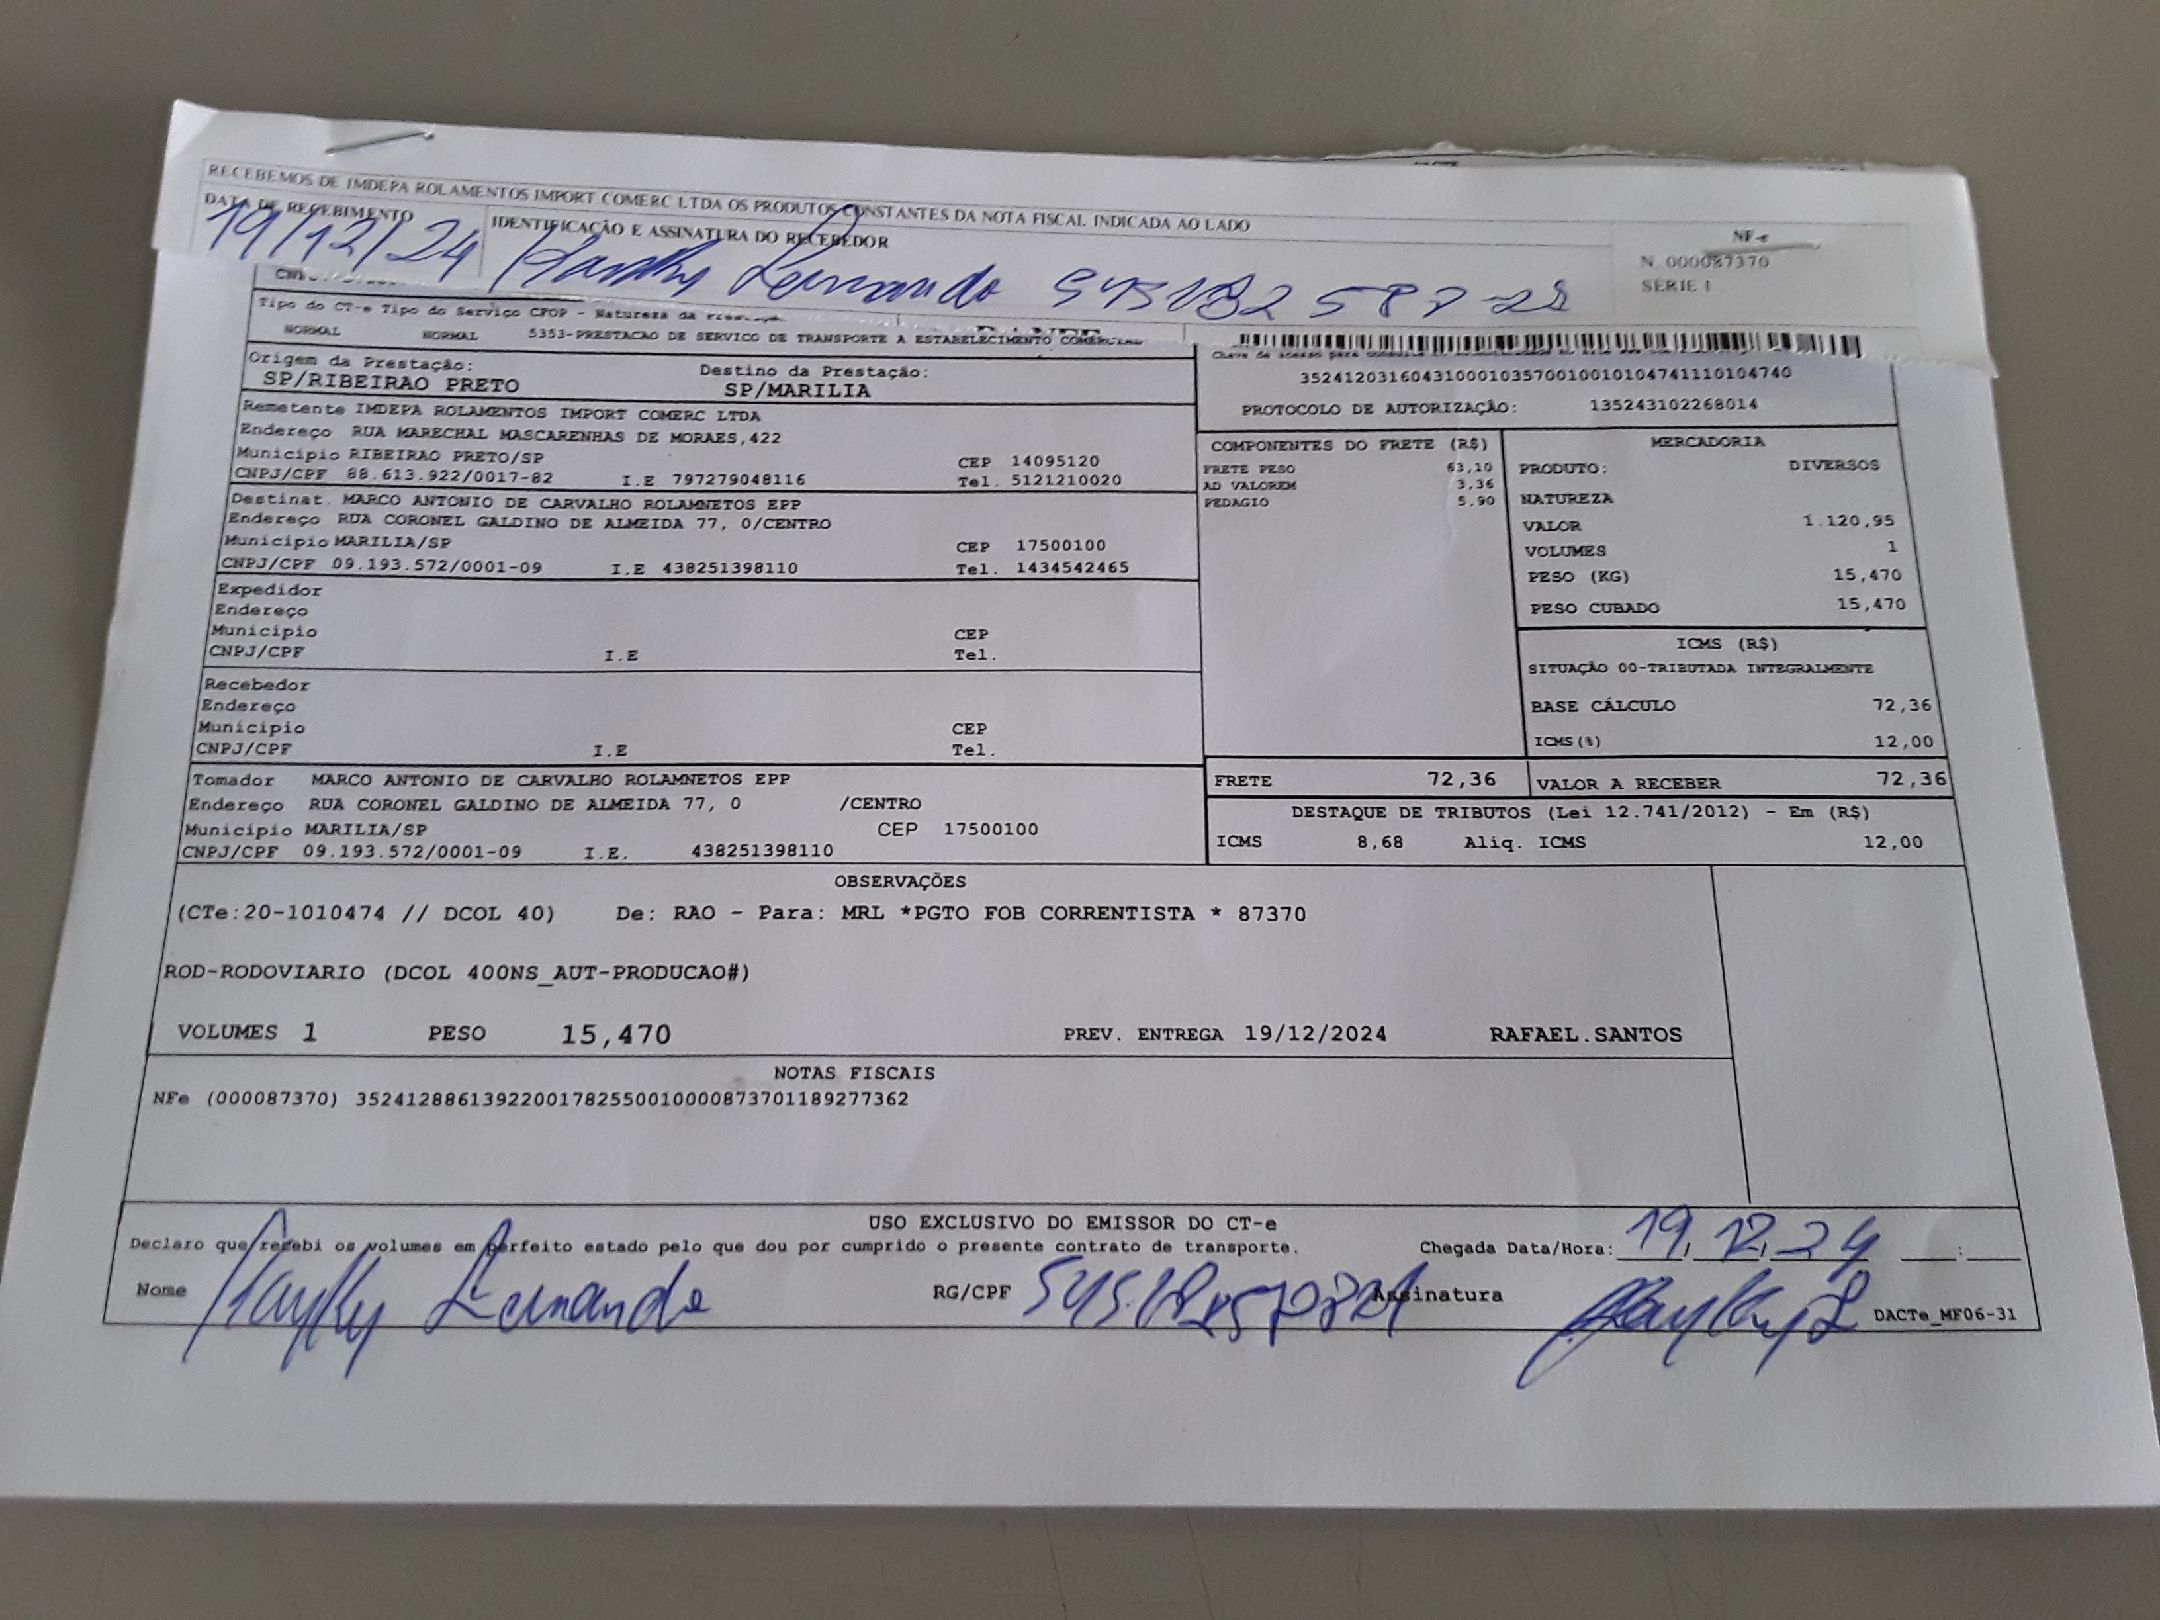 RECEBEMOS DE IMDEPA ROLAMENTOS IMPORT COMERC LTDA OS PRODUTOS CONSTANTES DA NOTA FISCAL INDICADA AO LADO
DATA DE RECEBIMENTO
IDENTIFICAÇÃO E ASSINATURA DO RECEBEDOR
NF-e
N. 000087370
SÉRIE 1
19/12/24
Tipo do CT-e Tipo do Serviço CFOP - Natureza da
NORMAL NORMAL 5353-PRESTACAO DE SERVICO DE TRANSPORTE A ESTABELECIMENTO
Origem da Prestação: Destino da Prestação:
SP/RIBEIRAO PRETO SP/MARILIA
35241203160431000103570010010104741110104740
PROTOCOLO DE AUTORIZAÇÃO: 135243102268014
Remetente IMDEPA ROLAMENTOS IMPORT COMERC LTDA
Endereço RUA MARECHAL MASCARENHAS DE MORAES,422
Município RIBEIRAO PRETO/SP CEP 14095120
CNPJ/CPF 88.613.922/0017-82 I.E 797279048116 Tel. 5121210020
Destinat. MARCO ANTONIO DE CARVALHO ROLAMNETOS EPP
Endereço RUA CORONEL GALDINO DE ALMEIDA 77, 0/CENTRO
Município MARILIA/SP CEP 17500100
CNPJ/CPF 09.193.572/0001-09 I.E 438251398110 Tel. 1434542465
Expedidor
Endereço
Município CEP
CNPJ/CPF I.E Tel.
Recebedor
Endereço
Município CEP
CNPJ/CPF I.E Tel.
Tomador MARCO ANTONIO DE CARVALHO ROLAMNETOS EPP
Endereço RUA CORONEL GALDINO DE ALMEIDA 77, 0 /CENTRO
Município MARILIA/SP CEP 17500100
CNPJ/CPF 09.193.572/0001-09 I.E. 438251398110
COMPONENTES DO FRETE (R$)
FRETE PESO 63,10
AD VALOREM 3,36
PEDAGIO 5,90
MERCADORIA
PRODUTO: DIVERSOS
NATUREZA
VALOR 1.120,95
VOLUMES 1
PESO (KG) 15,470
PESO CUBADO 15,470
ICMS (R$)
SITUAÇÃO 00-TRIBUTADA INTEGRALMENTE
BASE CÁLCULO 72,36
ICMS(%) 12,00
FRETE 72,36 VALOR A RECEBER 72,36
DESTAQUE DE TRIBUTOS (Lei 12.741/2012) - Em (R$)
ICMS 8,68 Aliq. ICMS 12,00
OBSERVAÇÕES
(CTe:20-1010474 // DCOL 40) De: RAO - Para: MRL *PGTO FOB CORRENTISTA * 87370
ROD-RODOVIARIO (DCOL 400NS_AUT-PRODUCAO#)
VOLUMES 1 PESO 15,470 PREV. ENTREGA 19/12/2024 RAFAEL.SANTOS
NOTAS FISCAIS
NFe (000087370) 35241288613922001782550010000873701189277362
USO EXCLUSIVO DO EMISSOR DO CT-e
Declaro que recebi os volumes em perfeito estado pelo que dou por cumprido o presente contrato de transporte. Chegada Data/Hora: 19, 12, 24 :
Nome RG/CPF Assinatura
DACTe_MF06-31